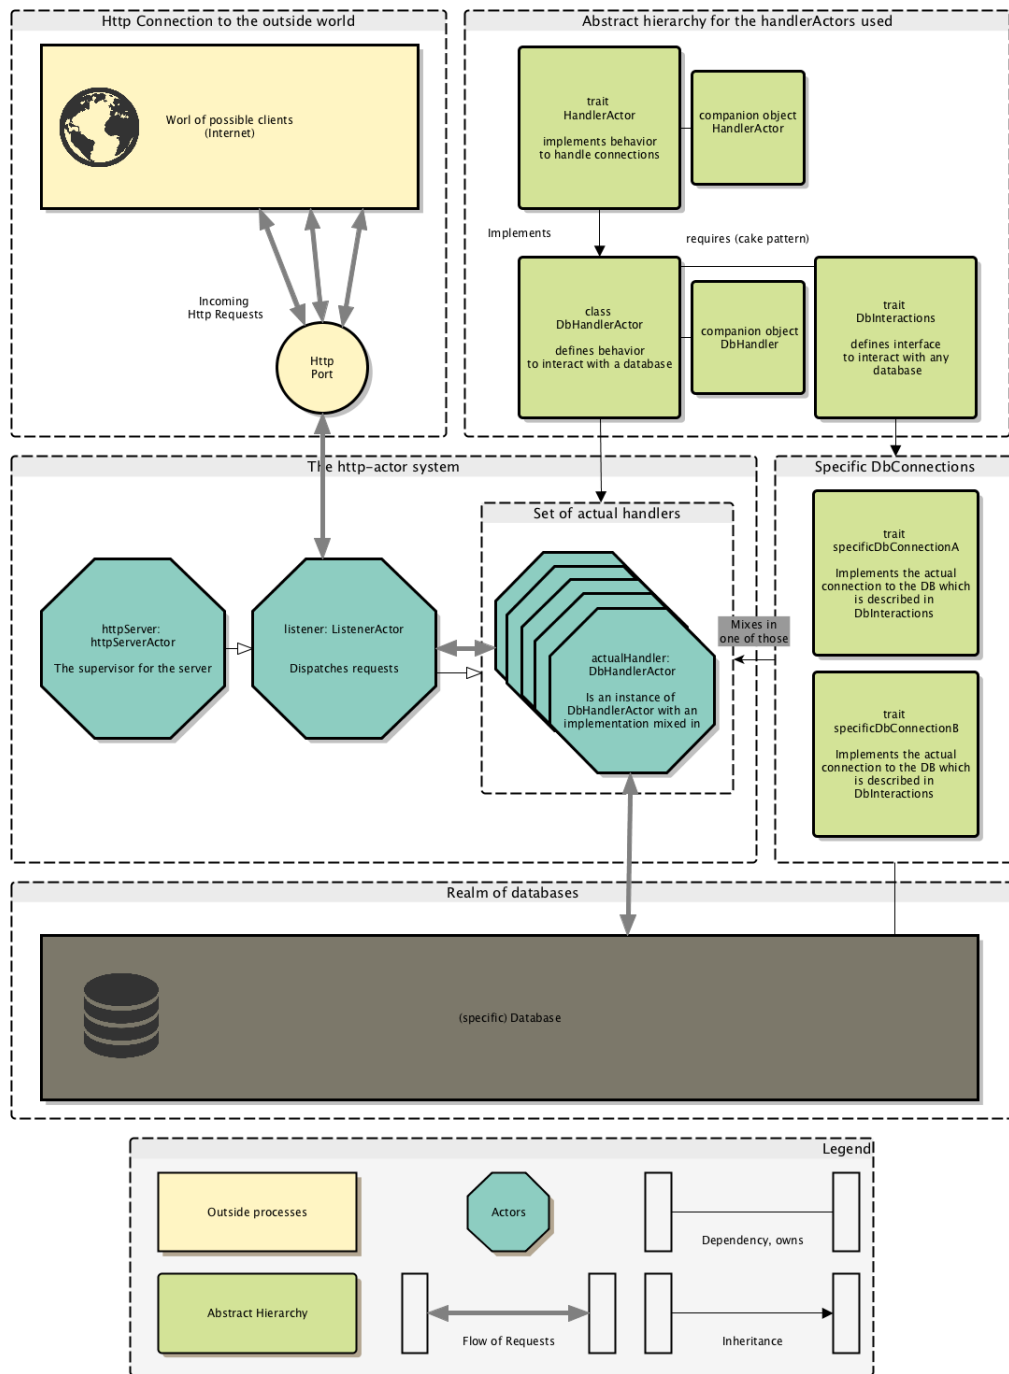 Http Connection to the outside world
Worl of possible clients
(Internet)
Incoming
Http Requests
Http
Port
Abstract hierarchy for the handlerActors used
trait
HandlerActor
implements behavior
to handle connections
companion object
HandlerActor
Implements
requires (cake pattern)
class
DbHandlerActor
defines behavior
to interact with a database
companion object
DbHandler
trait
DbInteractions
defines interface
to interact with any
database
The http-actor system
httpServer:
httpServerActor
The supervisor for the server
listener: ListenerActor
Dispatches requests
Set of actual handlers
actualHandler:
DbHandlerActor
Is an instance of
DbHandlerActor with an
implementation mixed in
Mixes in
one of those
Specific DbConnections
trait
specificDbConnectionA
Implements the actual
connection to the DB which
is described in
DbInteractions
trait
specificDbConnectionB
Implements the actual
connection to the DB which
is described in
DbInteractions
Realm of databases
(specific) Database
Legend
Outside processes
Actors
Dependency, owns
Abstract Hierarchy
Flow of Requests
Inheritance